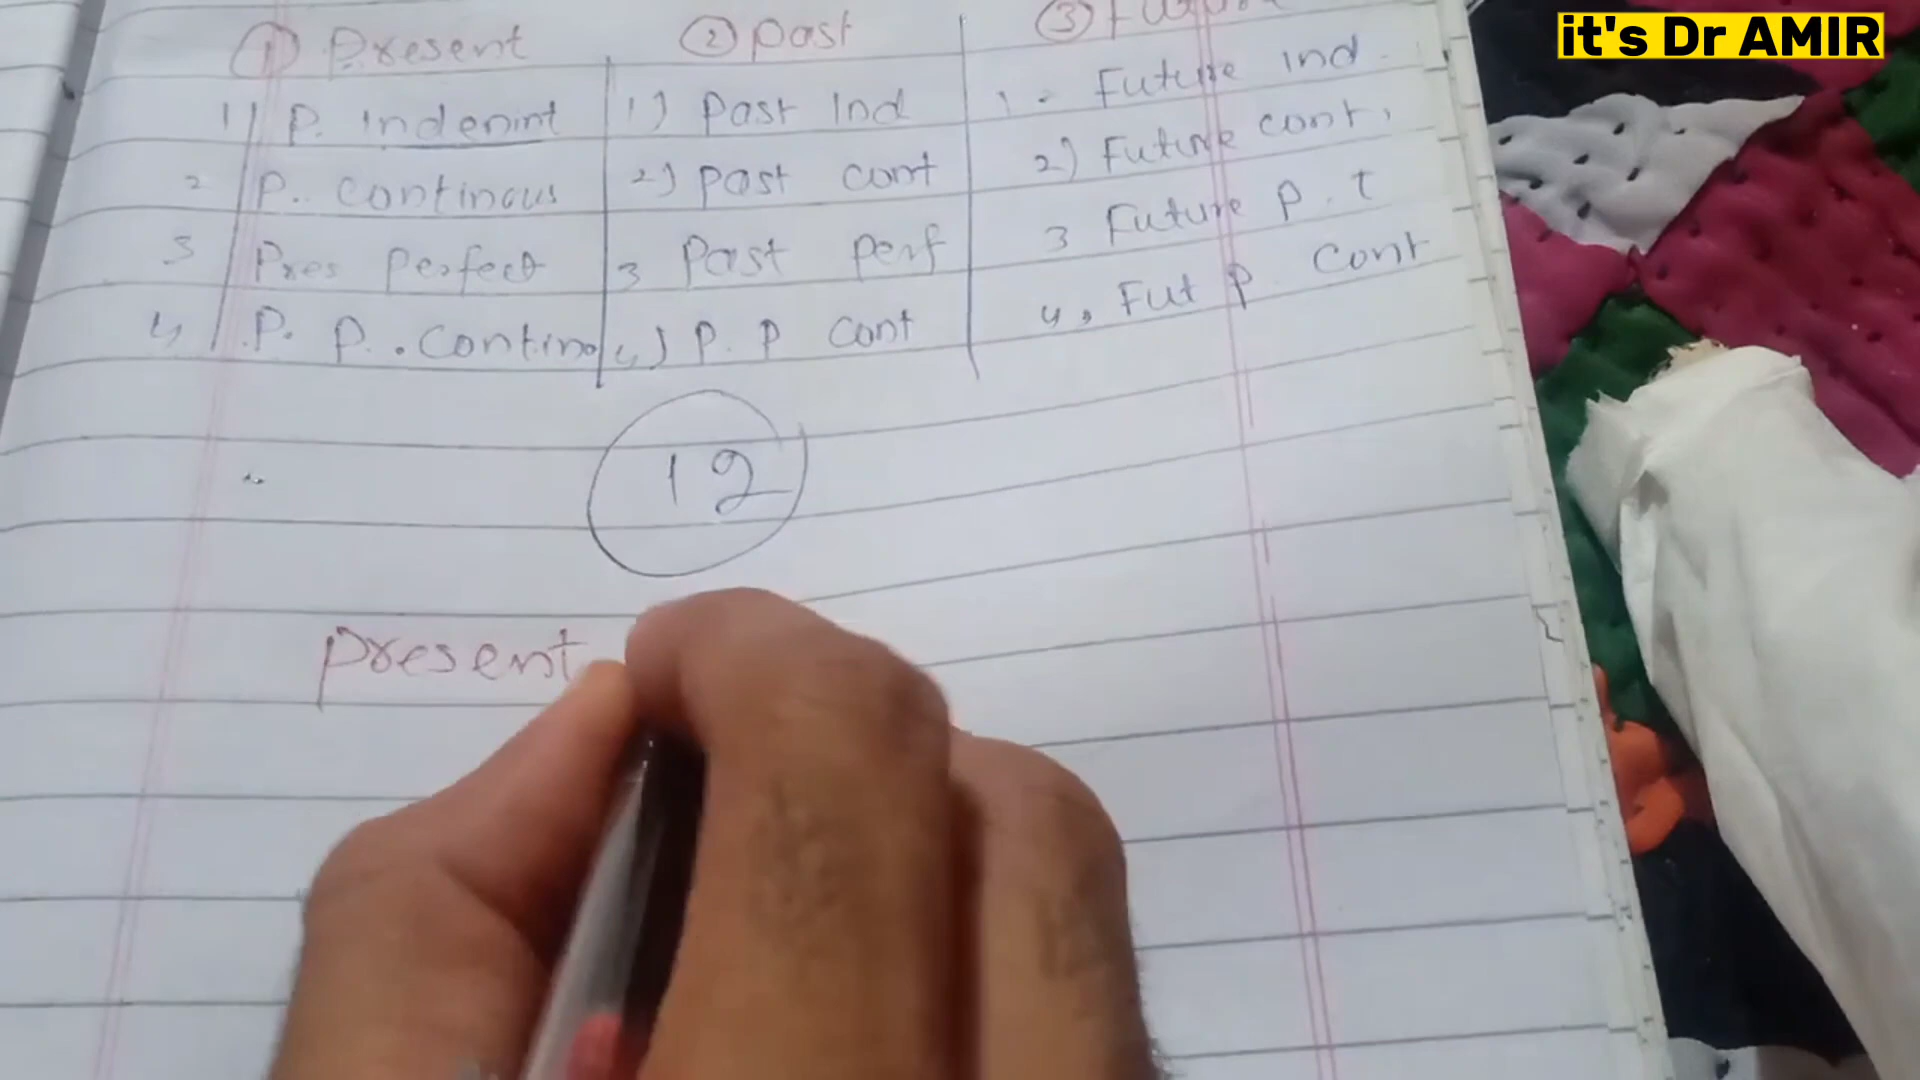 it's Dr AMIR
① Present ② past ③ Future
1) P. Indenint 1) Past Ind 1. Future ind.
2 P. Continous 2) Past cont 2) Future cont.
3 Pres Perfect 3 Past Perf 3 Future P. t
4) P. P. Contino 4) P. P Cont 4, Fut P. Cont
12
present